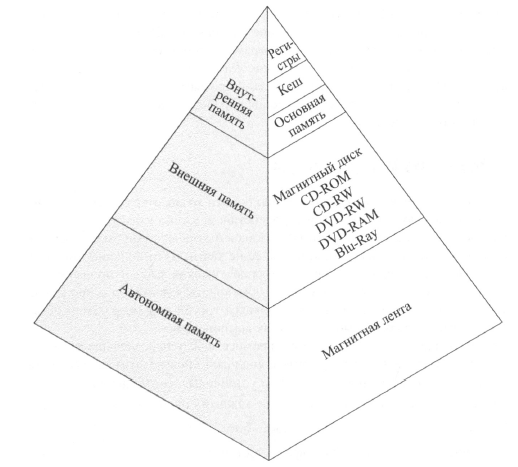 Реги-
стры
Кеш
Основная
память
Внут-
ренняя
память
Магнитный диск
CD-ROM
CD-RW
DVD-RW
DVD-RAM
Blu-Ray
Внешняя память
Автономная память
Магнитная лента